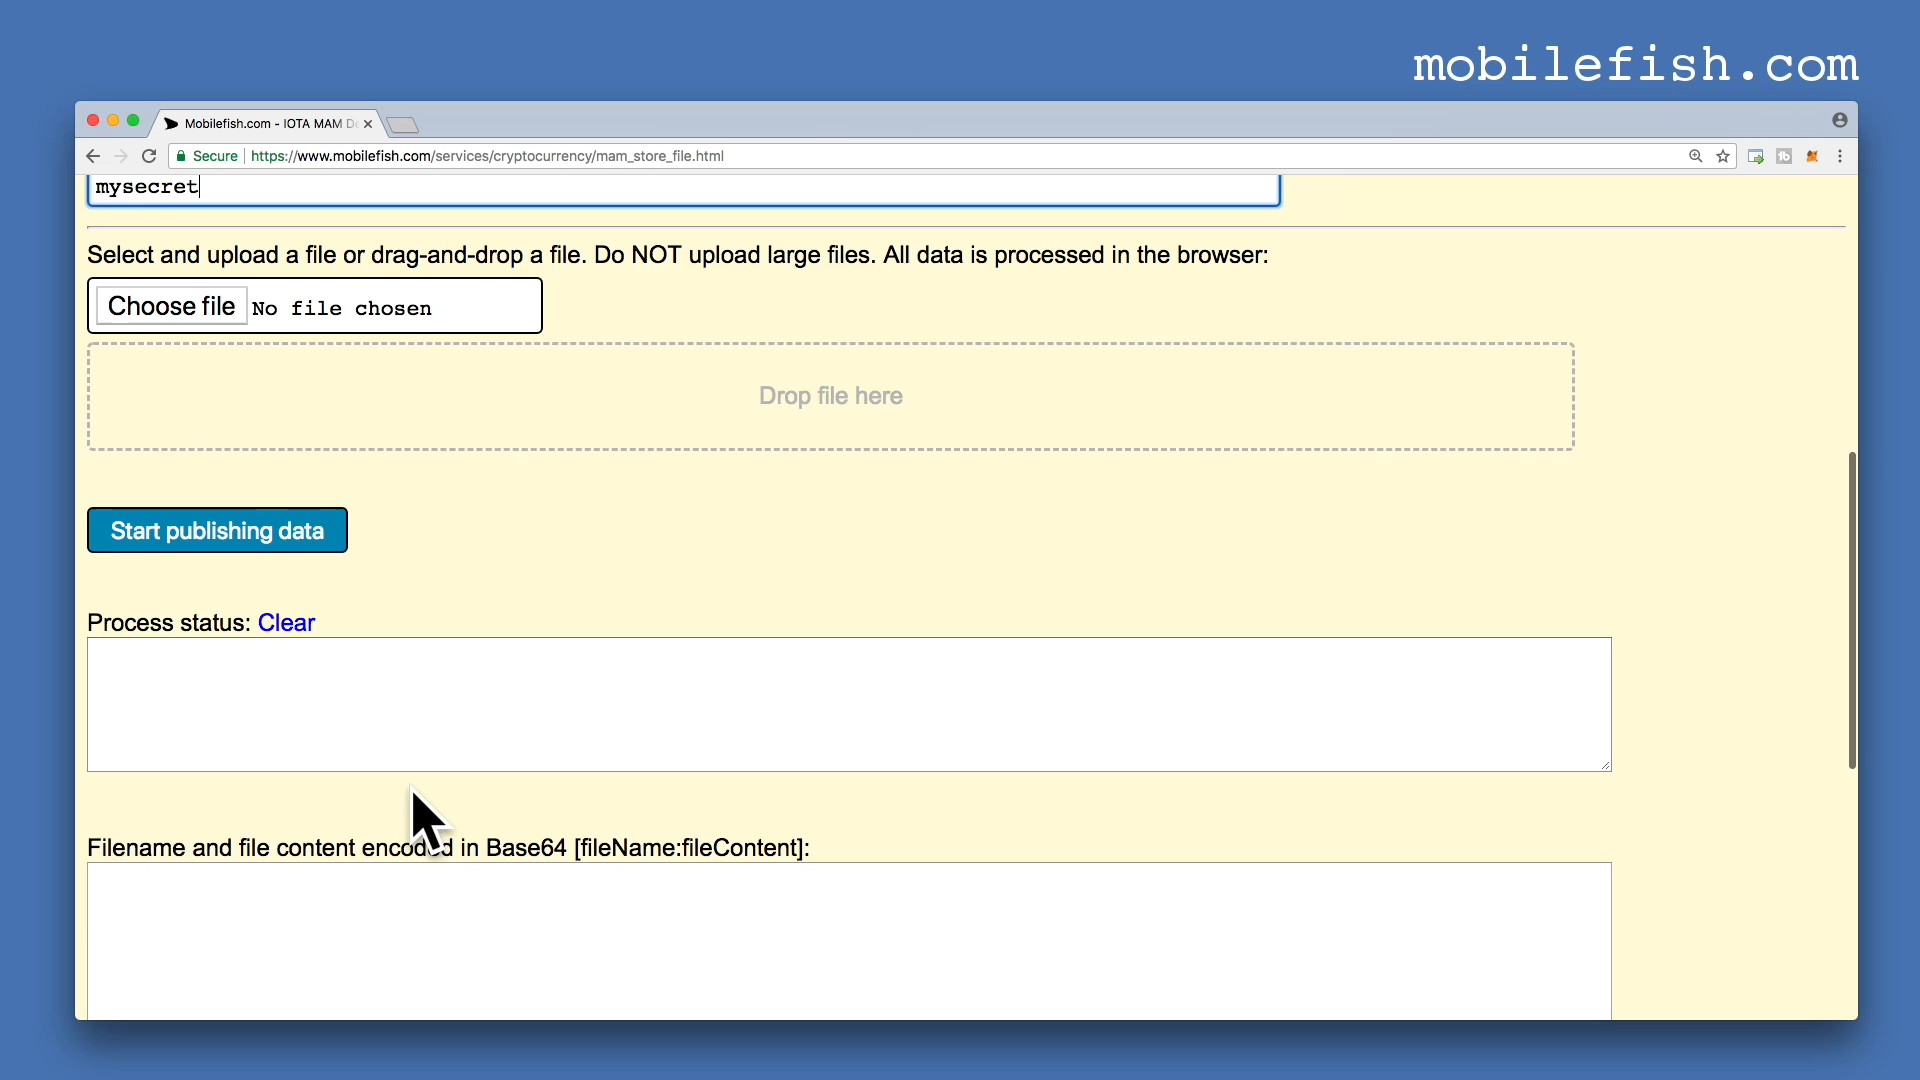 mobilefish.com
Mobilefish.com - IOTA MAM D
Secure https://www.mobilefish.com/services/cryptocurrency/mam_store_file.html
mysecret
Select and upload a file or drag-and-drop a file. Do NOT upload large files. All data is processed in the browser:
Choose file No file chosen
Drop file here
Start publishing data
Process status: Clear
Filename and file content encoded in Base64 [fileName:fileContent]: